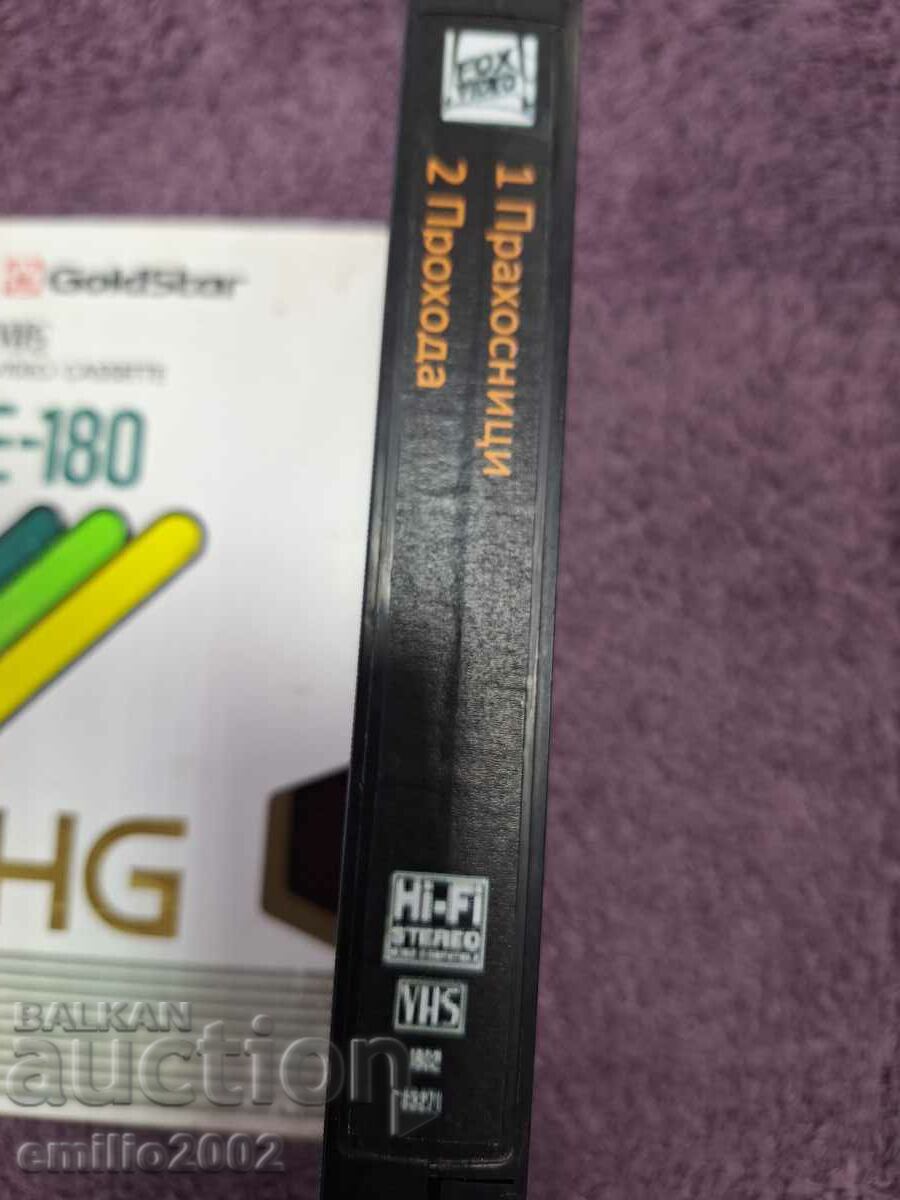 FOX
VIDEO
1 Прахосници
2 Прохода
GoldStar
E-180
HG
Hi-Fi
STEREO
VHS
BALKAN
auction
emilio2002